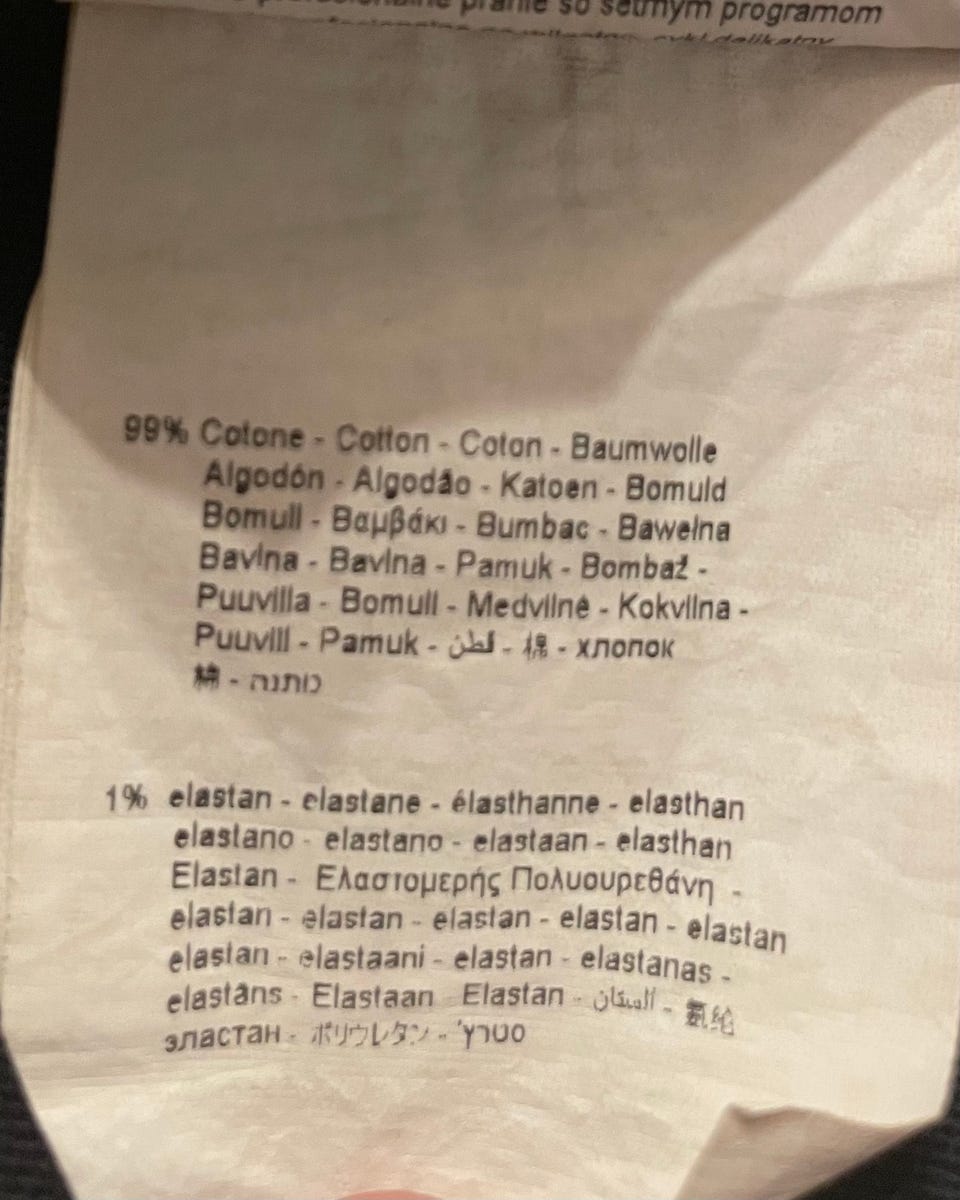 pranie so šetrným programom
99% Cotone - Cotton - Coton - Baumwolle
Algodón - Algodão - Katoen - Bomuld
Bomull - Βαμβάκι - Bumbac - Bawełna
Bavlna - Bavlna - Pamuk - Bombaž -
Puuvilla - Bomull - Medvilnė - Kokvilna -
Puuvill - Pamuk - قطن - 棉 - хлопок
綿 - כותנה
1% elastan - elastane - élasthanne - elasthan
elastano - elastano - elastaan - elasthan
Elastan - Ελαστομερής Πολυουρεθάνη -
elastan - elastan - elastan - elastan - elastan
elastan - elastaani - elastan - elastanas -
elastāns - Elastaan Elastan - الستان - 氨纶
эластан - ポリウレタン - סטרץ'